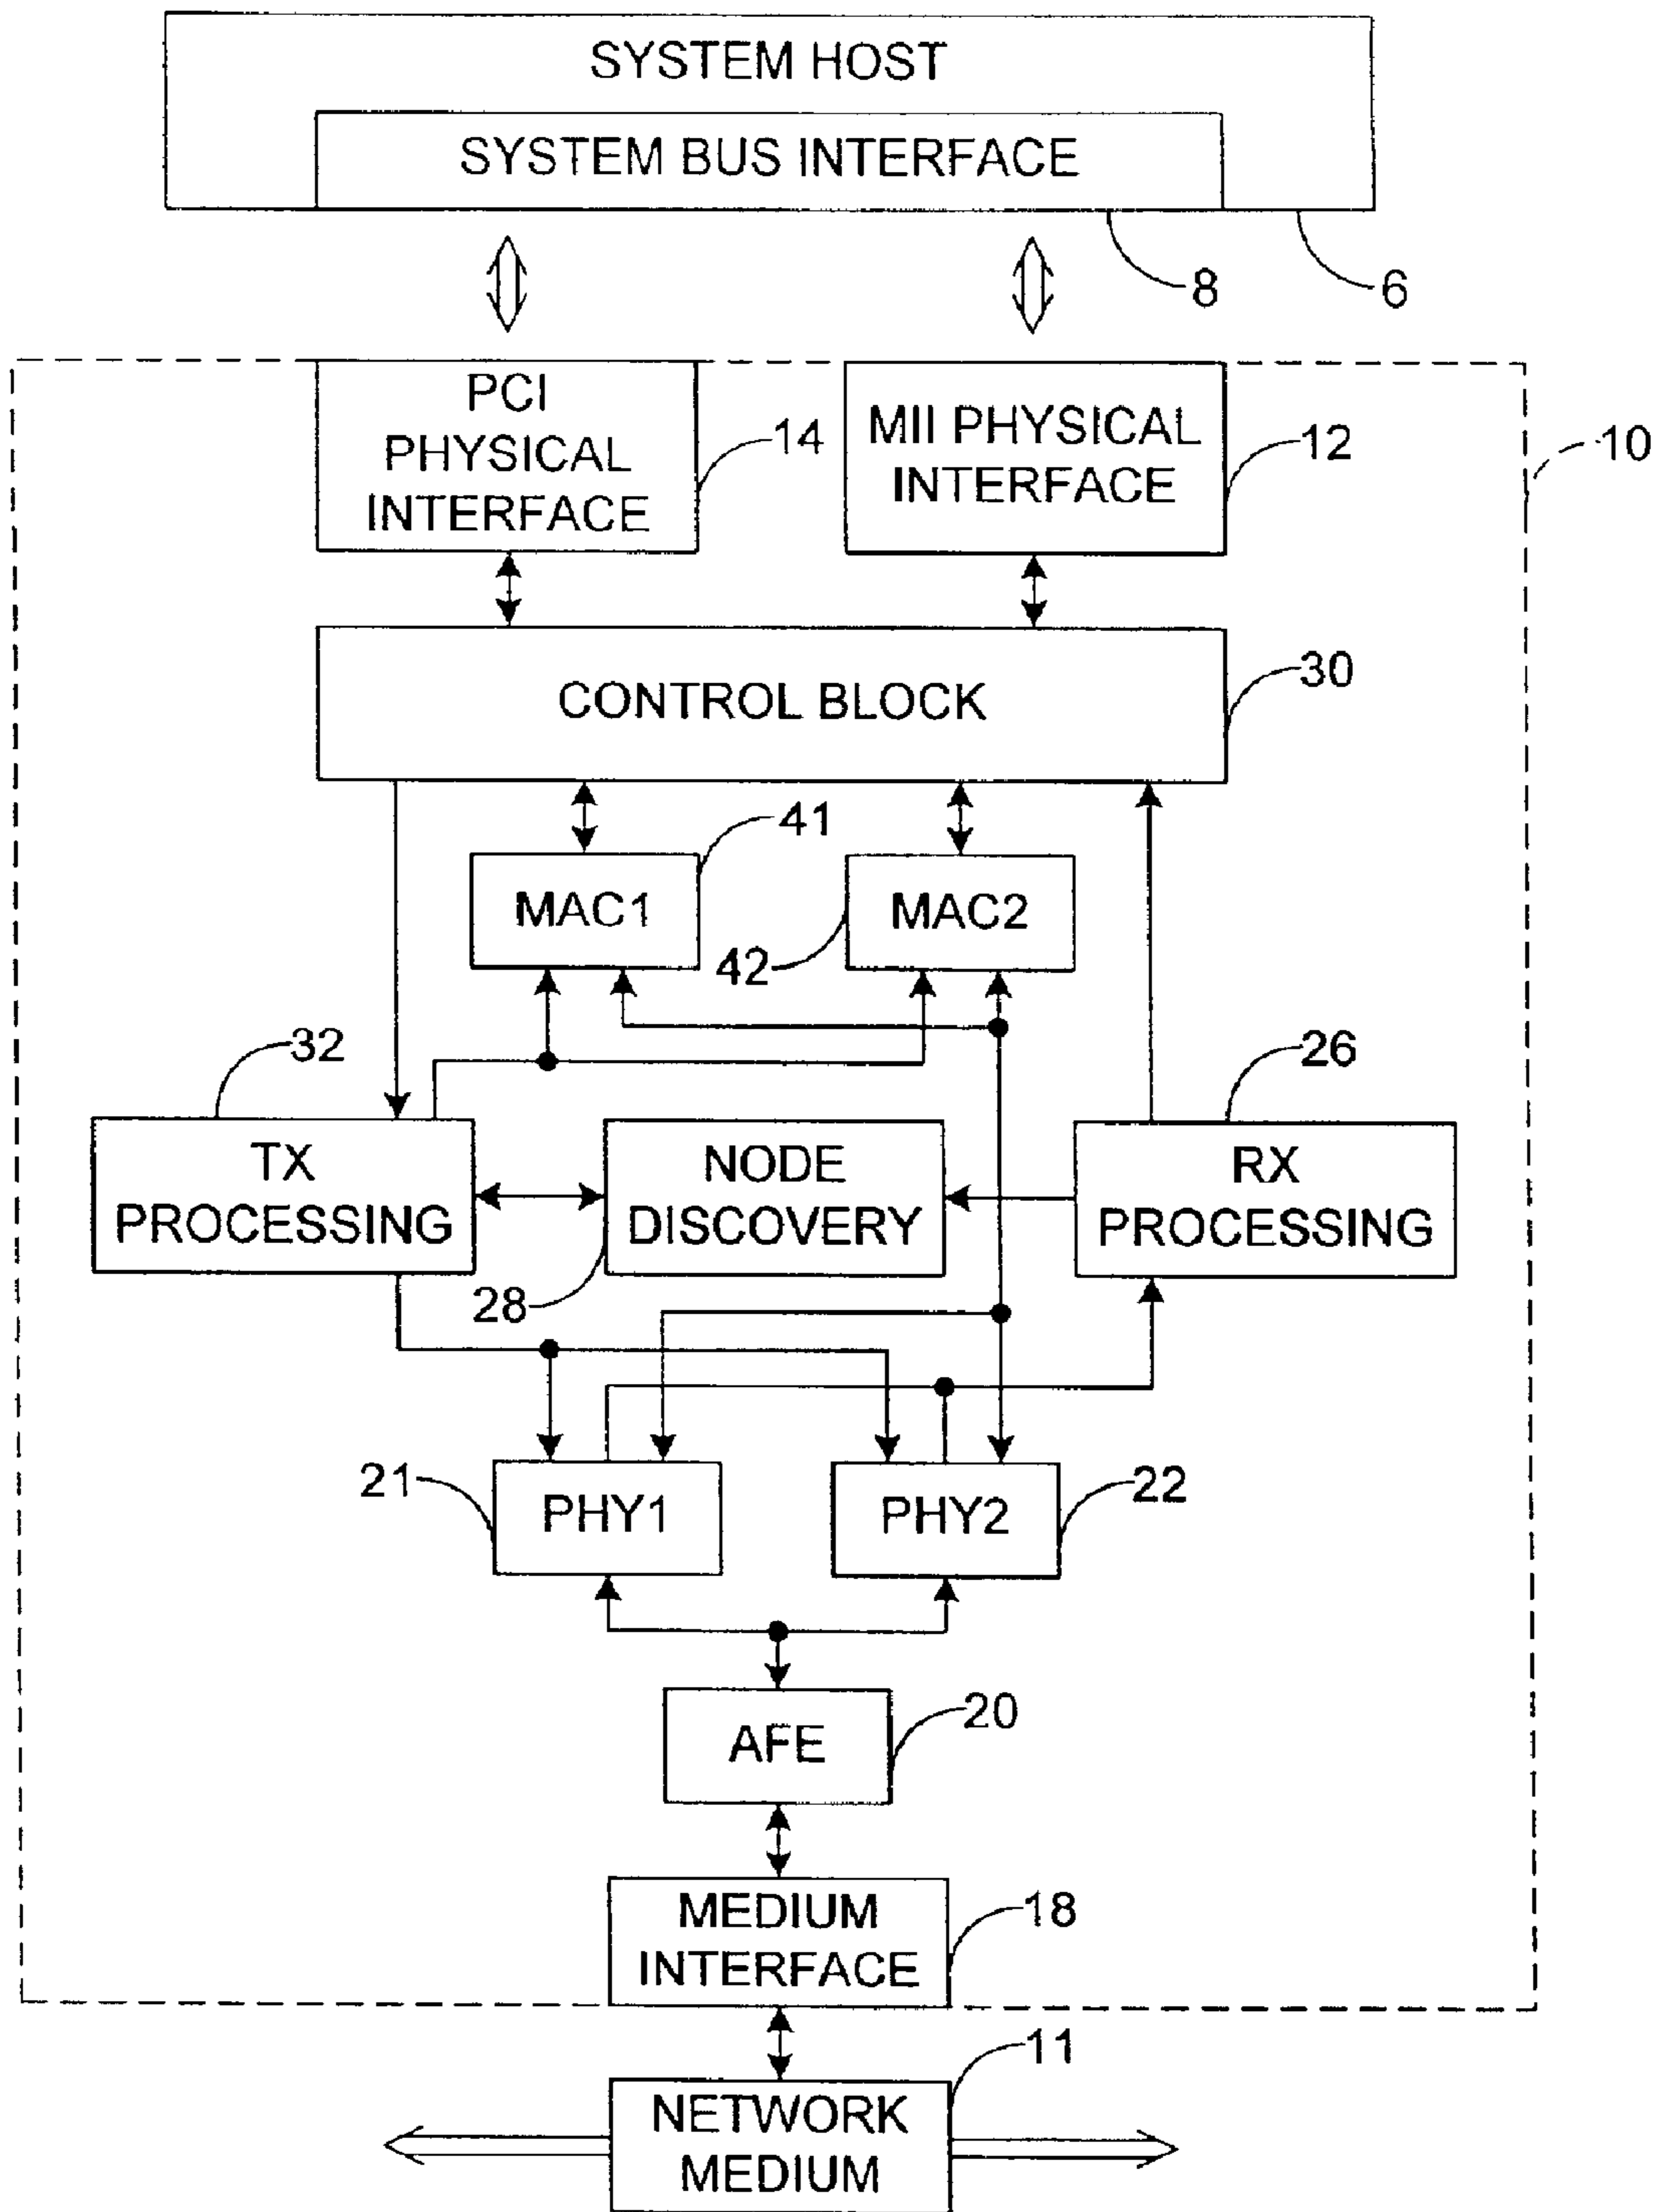 SYSTEM HOST
SYSTEM BUS INTERFACE
8
6
PCI
PHYSICAL
INTERFACE
14
MII PHYSICAL
INTERFACE
12
10
CONTROL BLOCK
30
41
MAC1
MAC2
42
32
26
TX
PROCESSING
NODE
DISCOVERY
28
RX
PROCESSING
21
PHY1
PHY2
22
AFE
20
MEDIUM
INTERFACE
18
11
NETWORK
MEDIUM